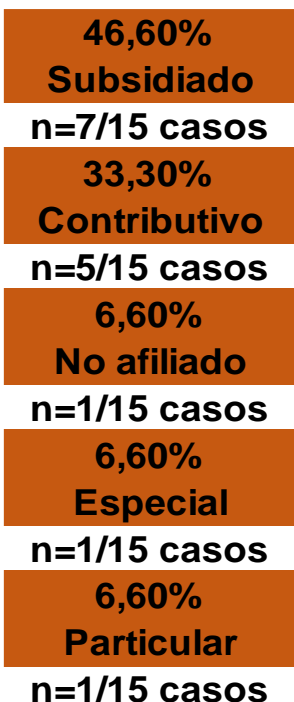 46,60%
Subsidiado
n=7/15 casos
33,30%
Contributivo
n=5/15 casos
6,60%
No afiliado
n=1/15 casos
6,60%
Especial
n=1/15 casos
6,60%
Particular
n=1/15 casos